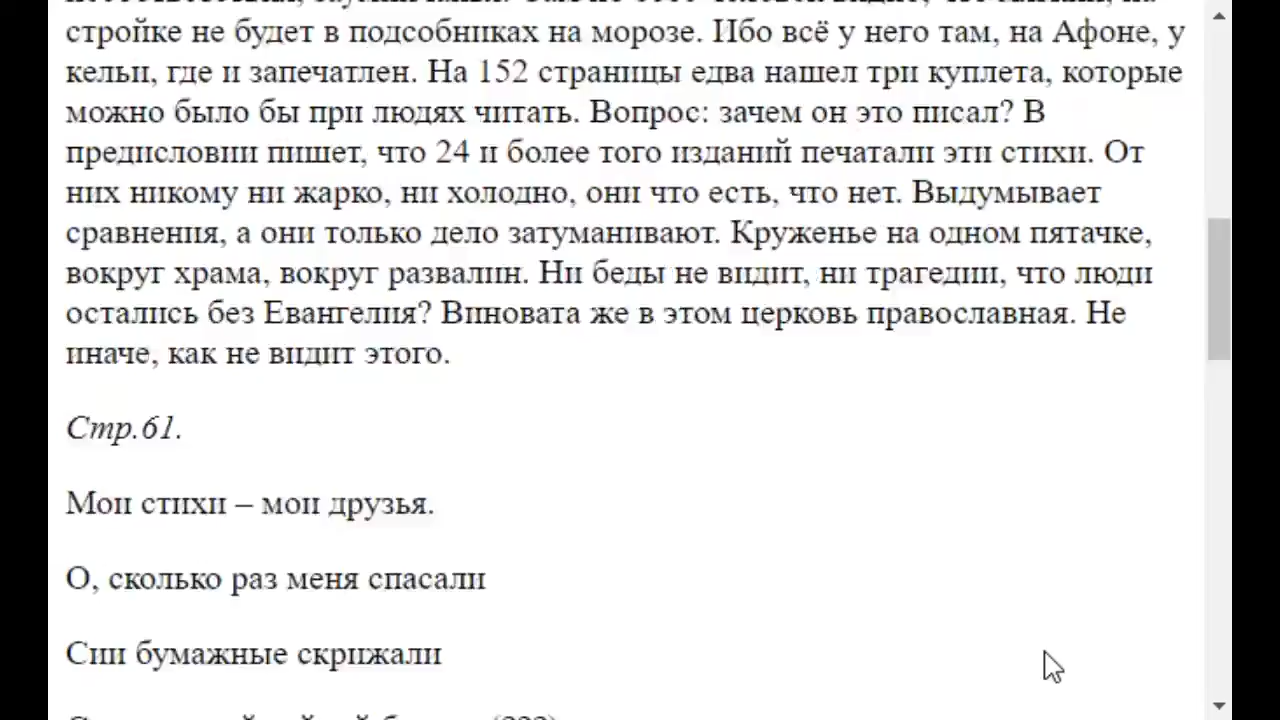 стройке не будет в подсобниках на морозе. Ибо всё у него там, на Афоне, у
кельи, где и запечатлен. На 152 страницы едва нашел три куплета, которые
можно было бы при людях читать. Вопрос: зачем он это писал? В
предисловии пишет, что 24 и более того изданий печатали эти стихи. От
них никому ни жарко, ни холодно, они что есть, что нет. Выдумывает
сравнения, а они только дело затуманивают. Круженье на одном пятачке,
вокруг храма, вокруг развалин. Ни беды не видит, ни трагедии, что люди
остались без Евангелия? Виновата же в этом церковь православная. Не
иначе, как не видит этого.
Стр.61.
Мои стихи – мои друзья.
О, сколько раз меня спасали
Сии бумажные скрижали